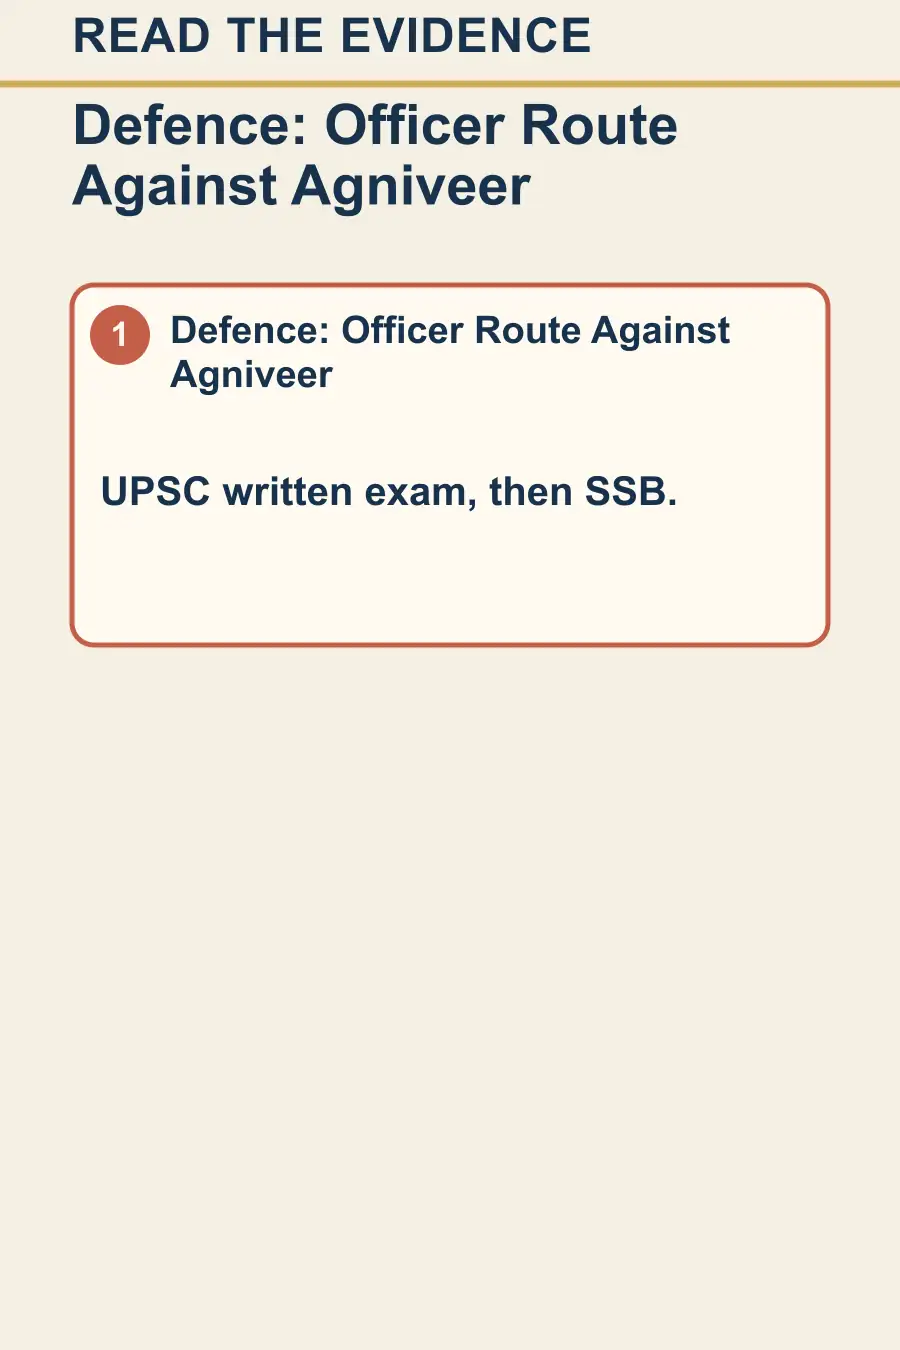 READ THE EVIDENCE
Defence: Officer Route
Against Agniveer
1
Defence: Officer Route Against
Agniveer
UPSC written exam, then SSB.